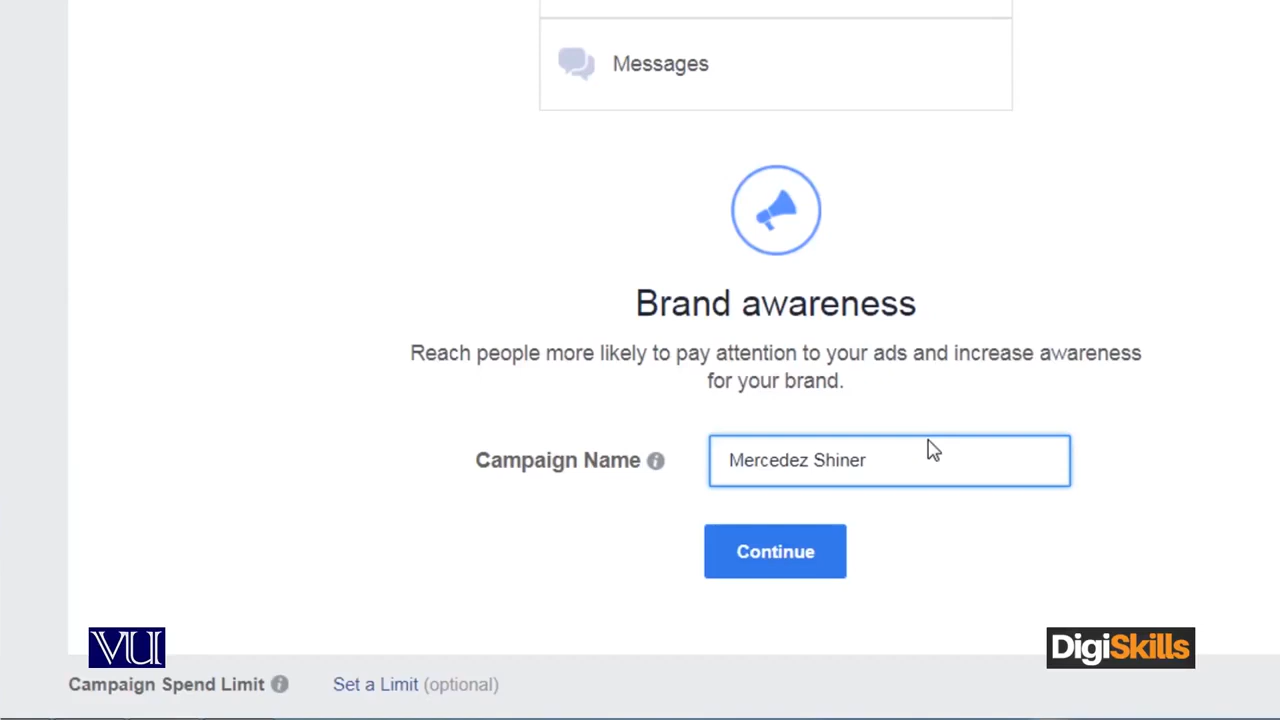 Messages
Brand awareness
Reach people more likely to pay attention to your ads and increase awareness
for your brand.
Campaign Name
Mercedez Shiner
Continue
VU
DigiSkills
Campaign Spend Limit Set a Limit (optional)